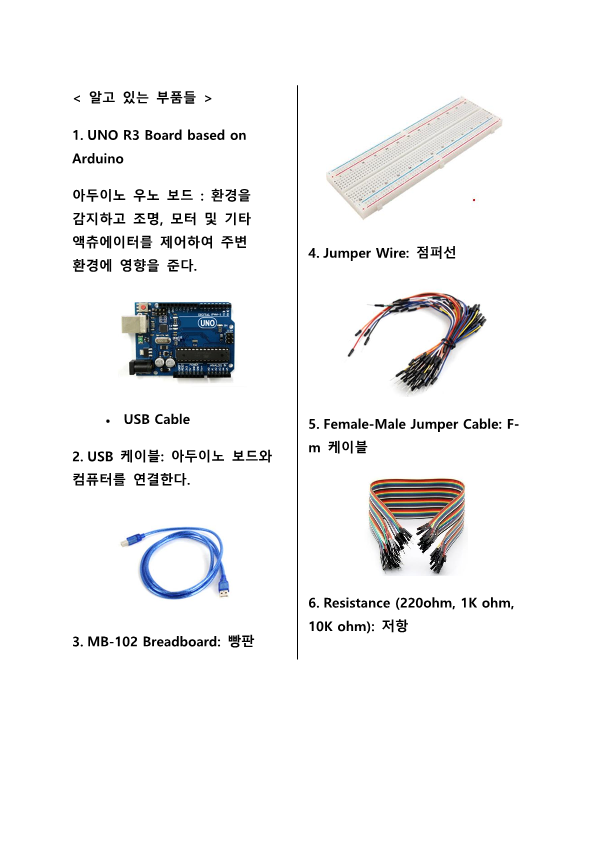 < 알고 있는 부품들 >
1. UNO R3 Board based on
Arduino
아두이노 우노 보드 : 환경을
감지하고 조명, 모터 및 기타
액츄에이터를 제어하여 주변
환경에 영향을 준다.
UNO
• USB Cable
2. USB 케이블: 아두이노 보드와
컴퓨터를 연결한다.
3. MB-102 Breadboard: 빵판
4. Jumper Wire: 점퍼선
5. Female-Male Jumper Cable: F-
m 케이블
6. Resistance (220ohm, 1K ohm,
10K ohm): 저항